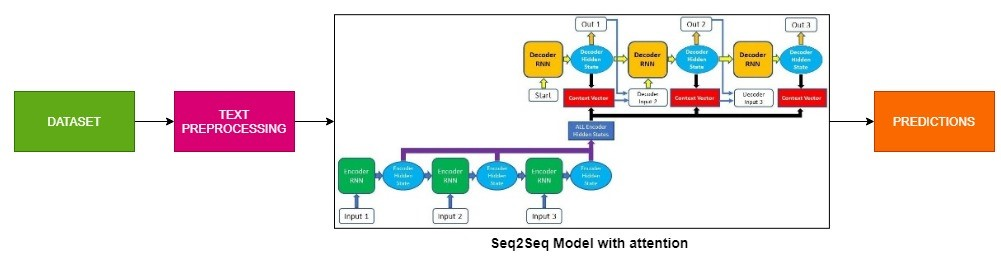 Out 1
Out 2
Out 3
Decoder
RNN
Decoder
Hidden
State
Decoder
RNN
Decoder
Hidden
State
Decoder
RNN
Decoder
Hidden
State
Start
Context Vector
Decoder
Input 2
Context Vector
Decoder
Input 3
Context Vector
DATASET
TEXT
PREPROCESSING
PREDICTIONS
ALL Encoder
Hidden States
Encoder
RNN
Encoder
Hidden
State
Encoder
RNN
Encoder
Hidden
State
Encoder
RNN
Encoder
Hidden
State
Input 1
Input 2
Input 3
Seq2Seq Model with attention